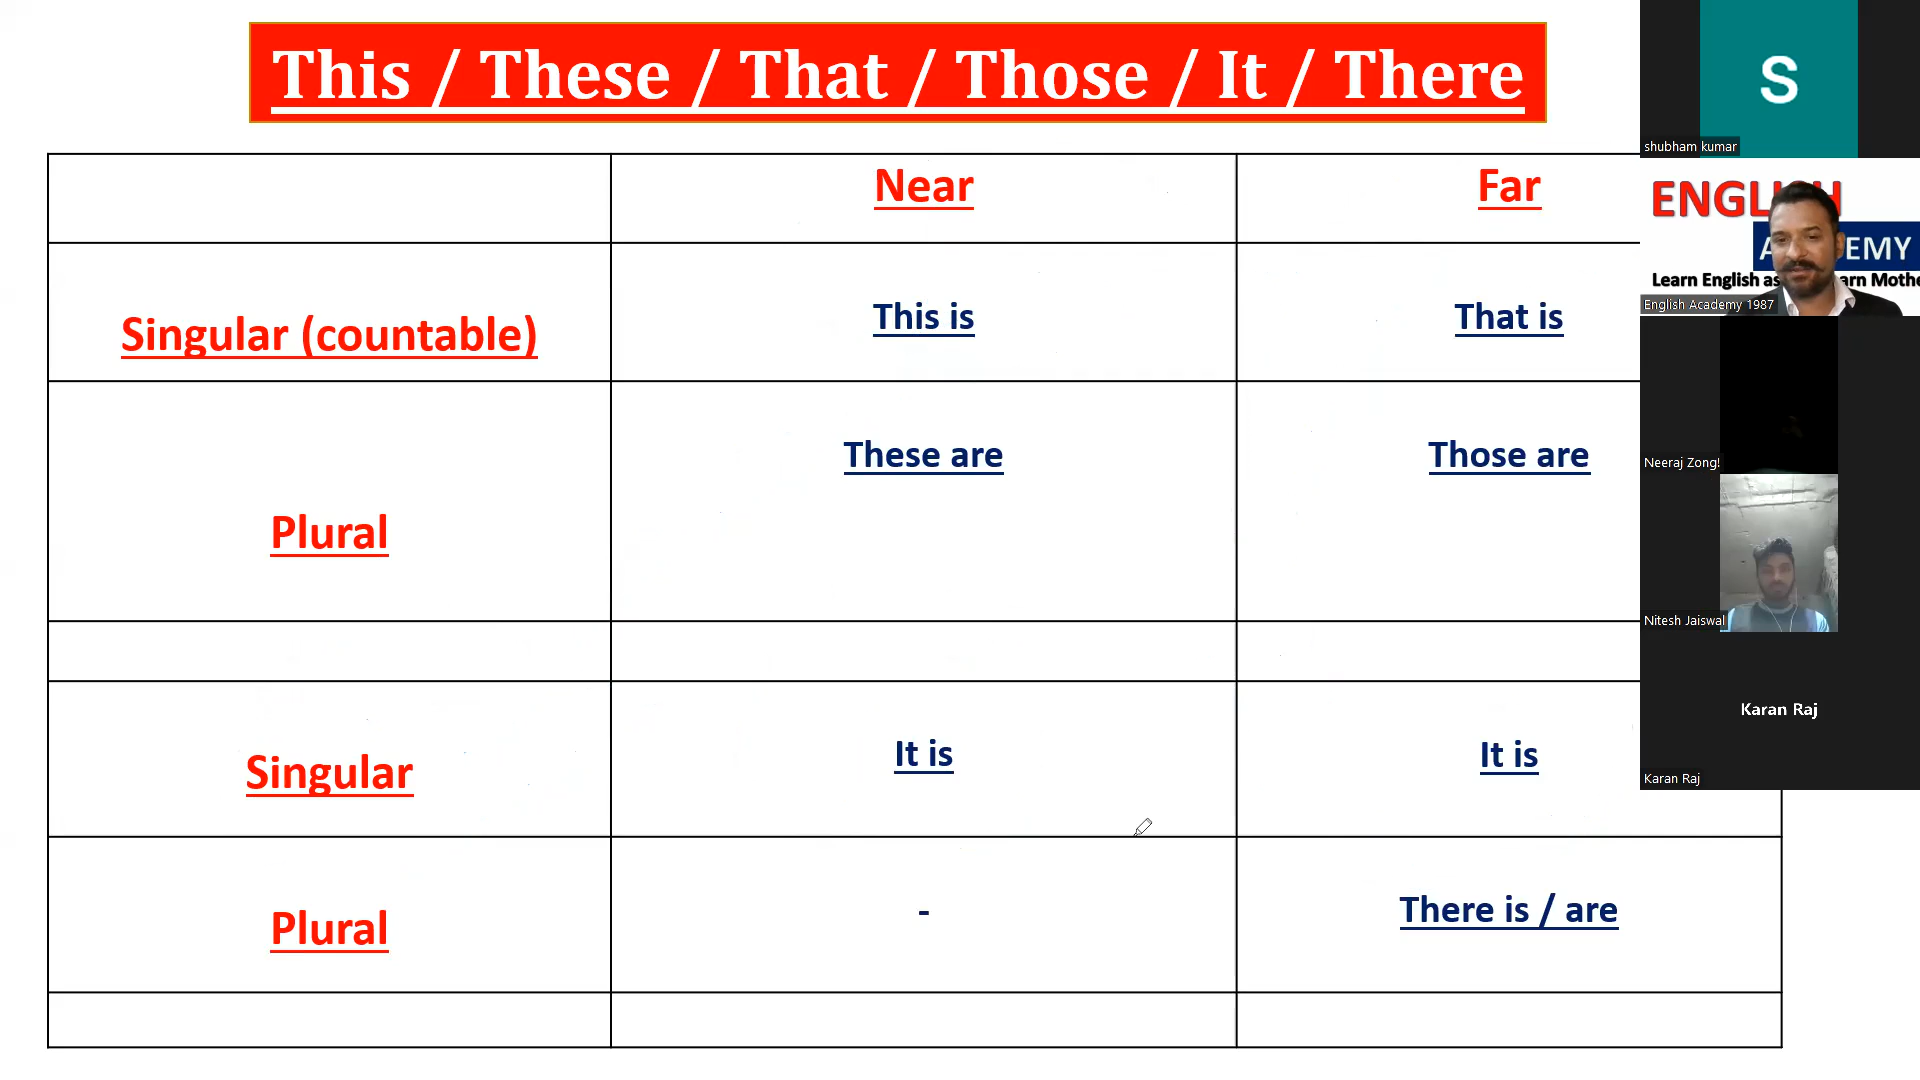 This / These / That / Those / It / There
Near
Far
Singular (countable)
This is
That is
Plural
These are
Those are
Singular
It is
It is
Plural
-
There is / are
S
shubham kumar
ENGL
A
EMY
Learn English as
arn Mothe
English Academy 1987
Neeraj Zong!
Nitesh Jaiswal
Karan Raj
Karan Raj